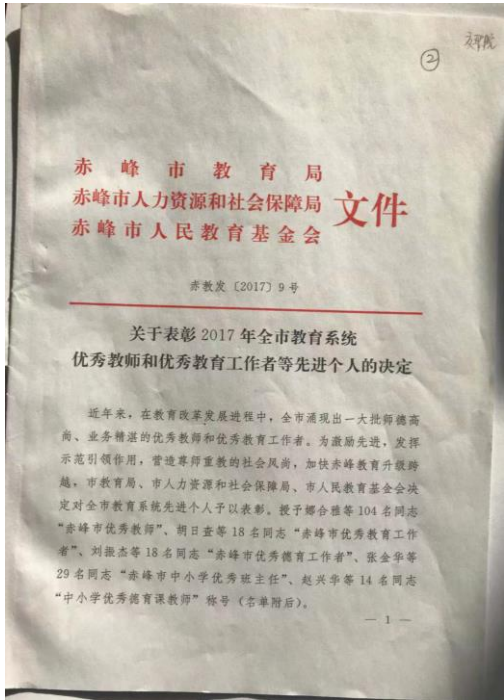 ②
赤峰市教育局
赤峰市人力资源和社会保障局
赤峰市人民教育基金会
文件
赤教发〔2017〕9号
关于表彰 2017 年全市教育系统
优秀教师和优秀教育工作者等先进个人的决定
近年来，在教育改革发展进程中，全市涌现出一大批师德高
尚、业务精湛的优秀教师和优秀教育工作者。为激励先进，发挥
示范引领作用，营造尊师重教的社会风尚，加快赤峰教育升级跨
越，市教育局、市人力资源和社会保障局、市人民教育基金会决
定对全市教育系统先进个人予以表彰。授予娜合雅等104名同志
“赤峰市优秀教师”、胡日查等18名同志“赤峰市优秀教育工作
者”、刘振杰等18名同志“赤峰市优秀德育工作者”、张金华等
29名同志“赤峰市中小学优秀班主任”、赵兴华等14名同志
“中小学优秀德育课教师”称号（名单附后）。
— 1 —